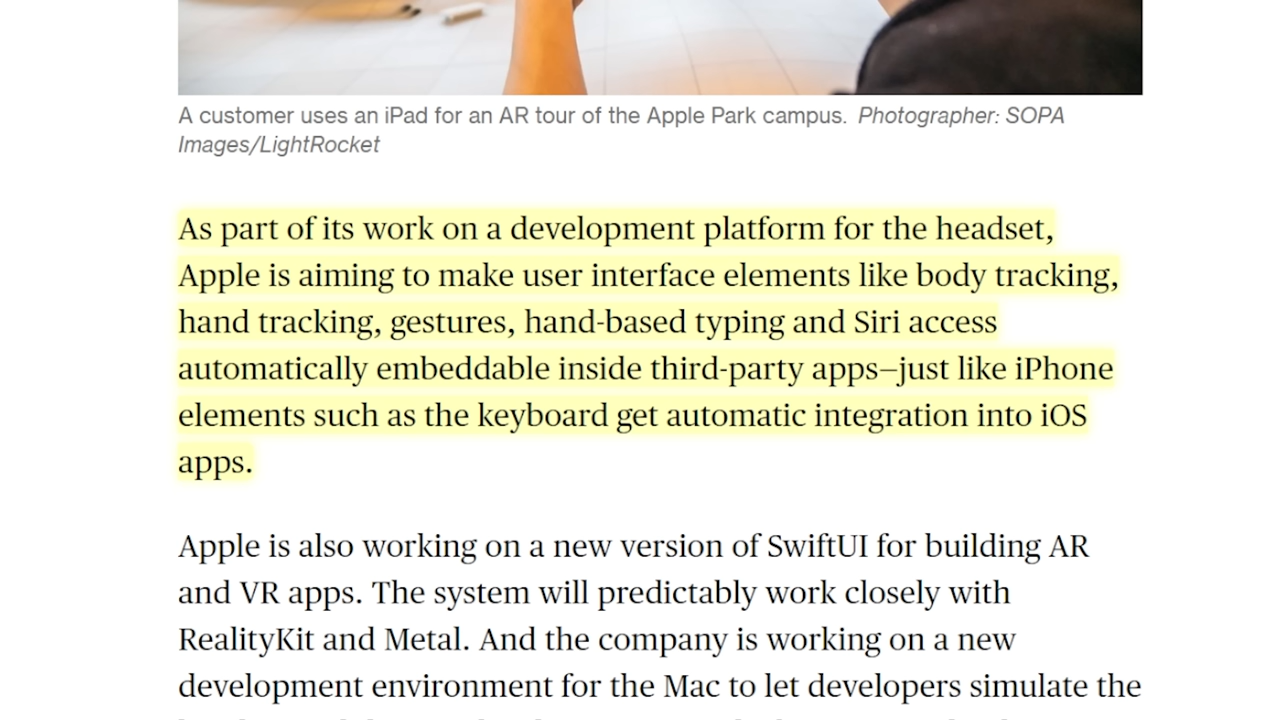 A customer uses an iPad for an AR tour of the Apple Park campus. Photographer: SOPA
Images/LightRocket
As part of its work on a development platform for the headset,
Apple is aiming to make user interface elements like body tracking,
hand tracking, gestures, hand-based typing and Siri access
automatically embeddable inside third-party apps—just like iPhone
elements such as the keyboard get automatic integration into iOS
apps.
Apple is also working on a new version of SwiftUI for building AR
and VR apps. The system will predictably work closely with
RealityKit and Metal. And the company is working on a new
development environment for the Mac to let developers simulate the